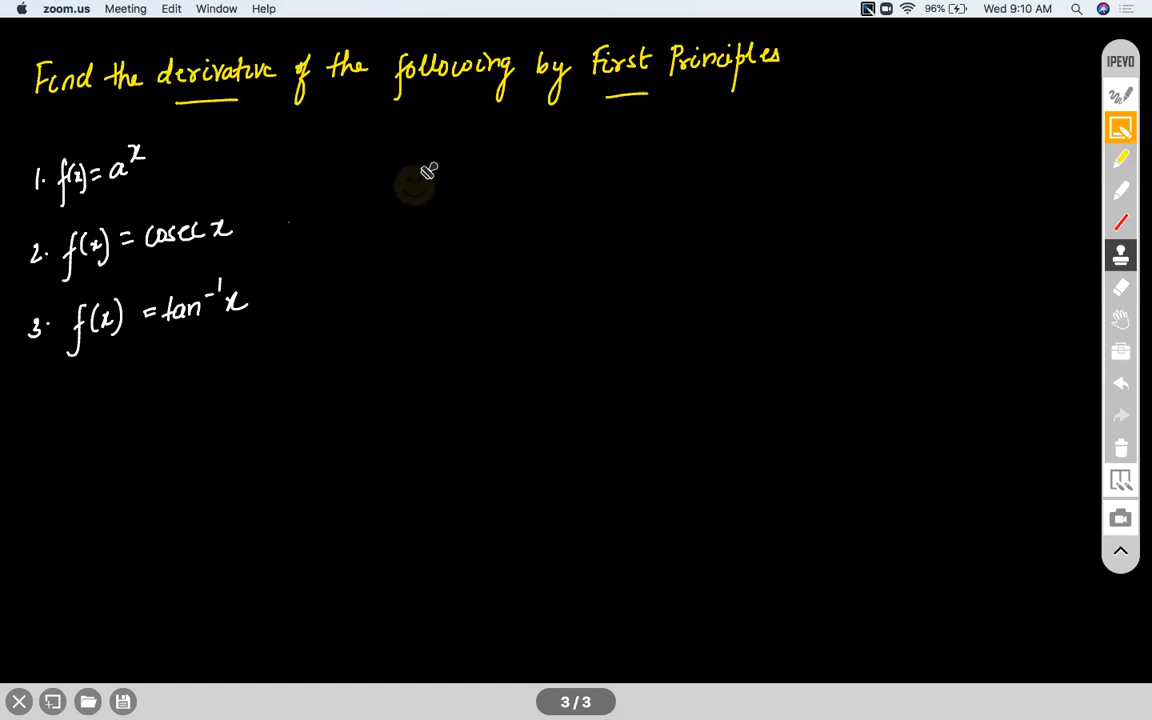 zoom.us Meeting Edit Window Help 96% Wed 9:10 AM
Find the derivative of the following by First Principles
IPEVO
1. f(x) = a^x
2. f(x) = cosec x
3. f(x) = tan⁻¹x
3 / 3